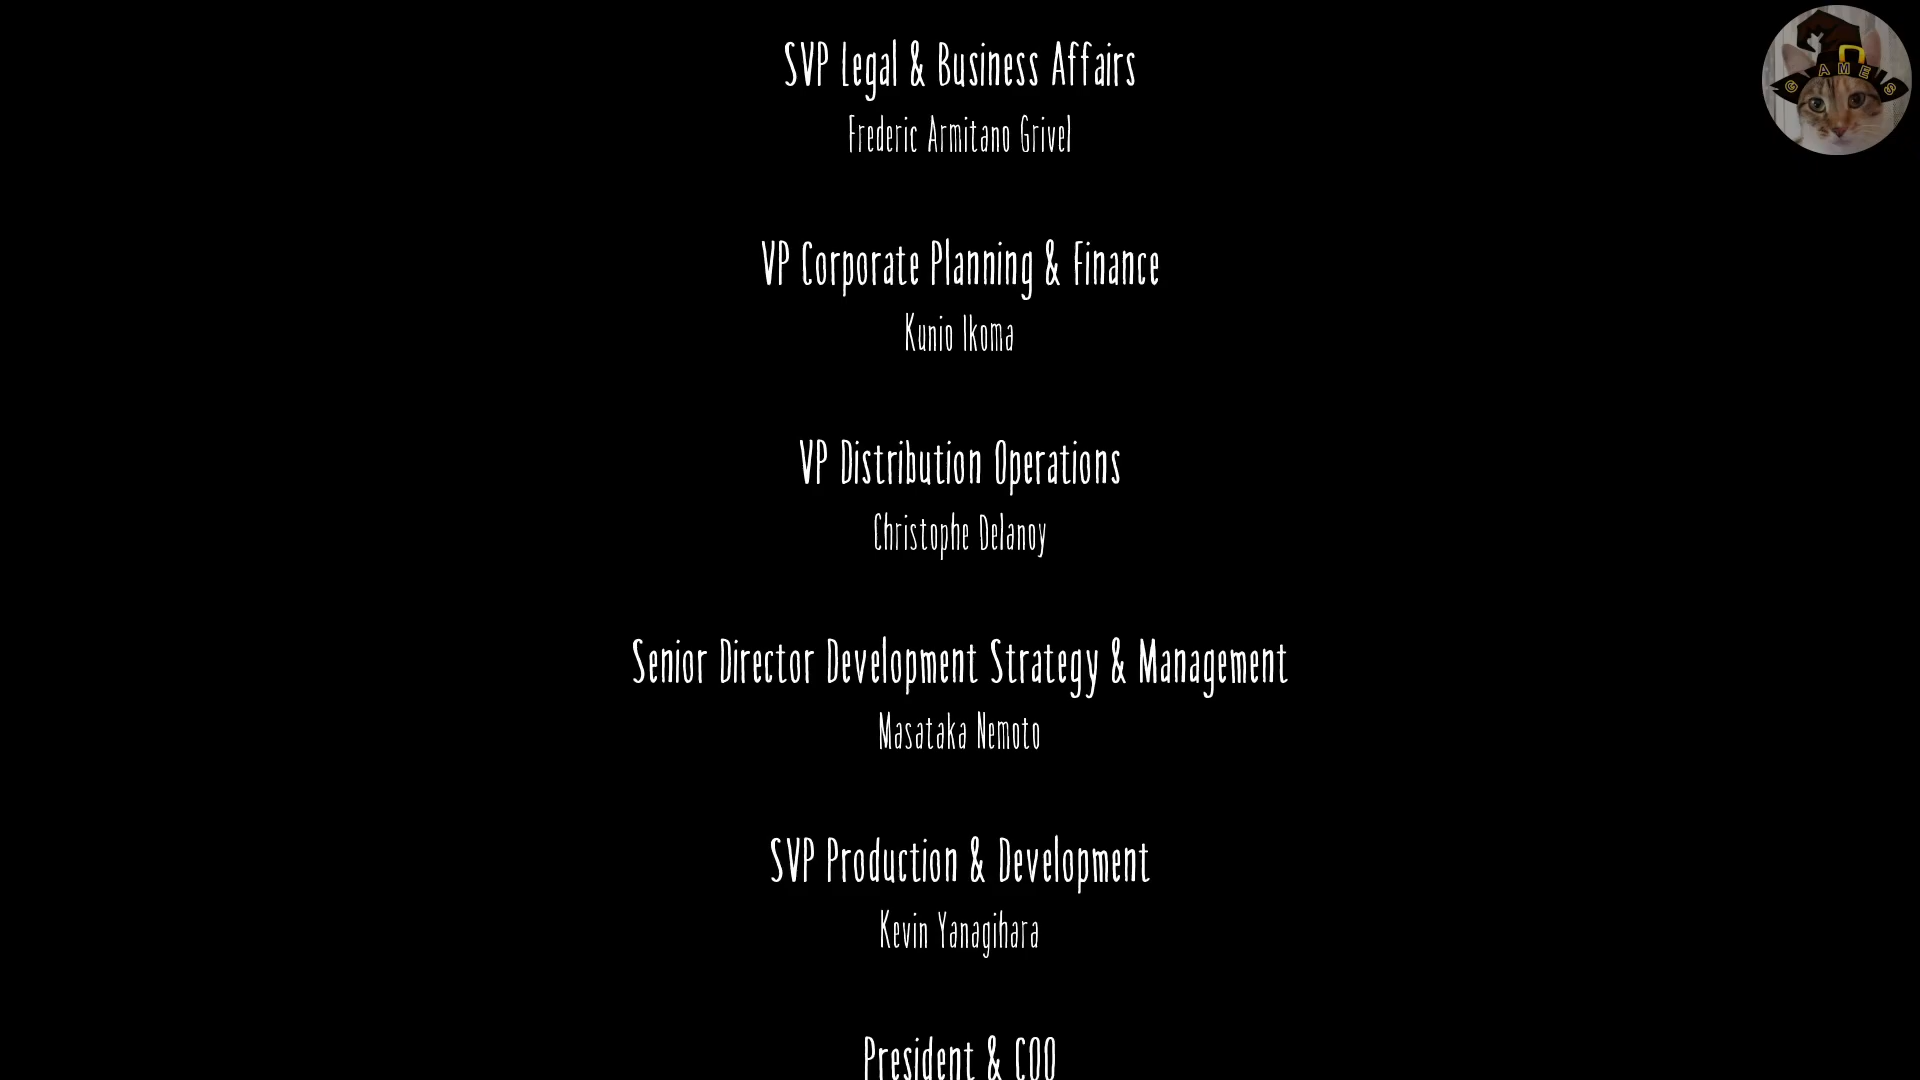 SVP Legal & Business Affairs
Frederic Armitano Grivel
VP Corporate Planning & Finance
Kunio Ikoma
VP Distribution Operations
Christophe Delanoy
Senior Director Development Strategy & Management
Masataka Nemoto
SVP Production & Development
Kevin Yanagihara
President & COO
GAMES